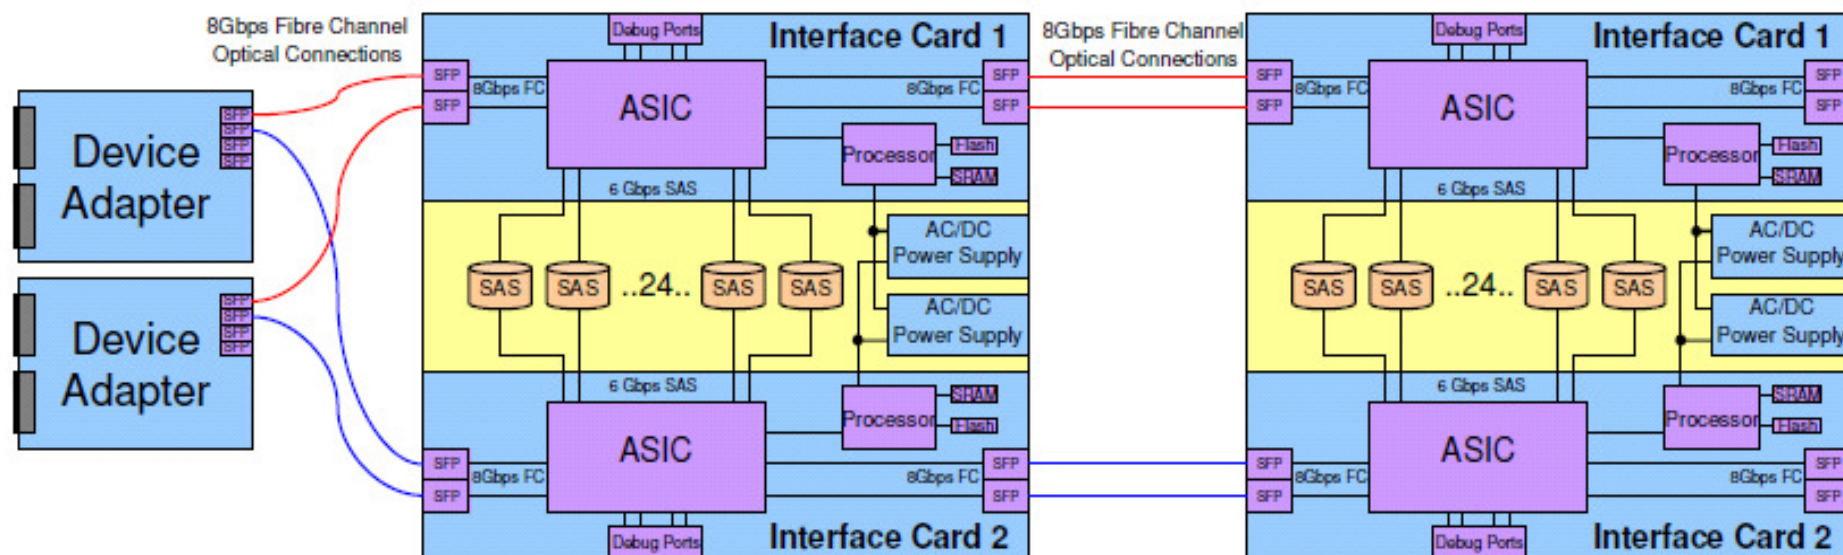 8Gbps Fibre Channel
Optical Connections
Device
Adapter
SFP
SFP
SFP
SFP
Device
Adapter
SFP
SFP
SFP
SFP
Debug Ports
Interface Card 1
SFP
SFP
8Gbps FC
ASIC
8Gbps FC
SFP
SFP
Processor
Flash
SRAM
6 Gbps SAS
AC/DC
Power Supply
SAS
SAS
..24..
SAS
SAS
AC/DC
Power Supply
6 Gbps SAS
Processor
SRAM
Flash
SFP
SFP
8Gbps FC
ASIC
8Gbps FC
SFP
SFP
Debug Ports
Interface Card 2
8Gbps Fibre Channel
Optical Connections
Debug Ports
Interface Card 1
SFP
SFP
8Gbps FC
ASIC
8Gbps FC
SFP
SFP
Processor
Flash
SRAM
6 Gbps SAS
AC/DC
Power Supply
SAS
SAS
..24..
SAS
SAS
AC/DC
Power Supply
6 Gbps SAS
Processor
SRAM
Flash
SFP
SFP
8Gbps FC
ASIC
8Gbps FC
SFP
SFP
Debug Ports
Interface Card 2